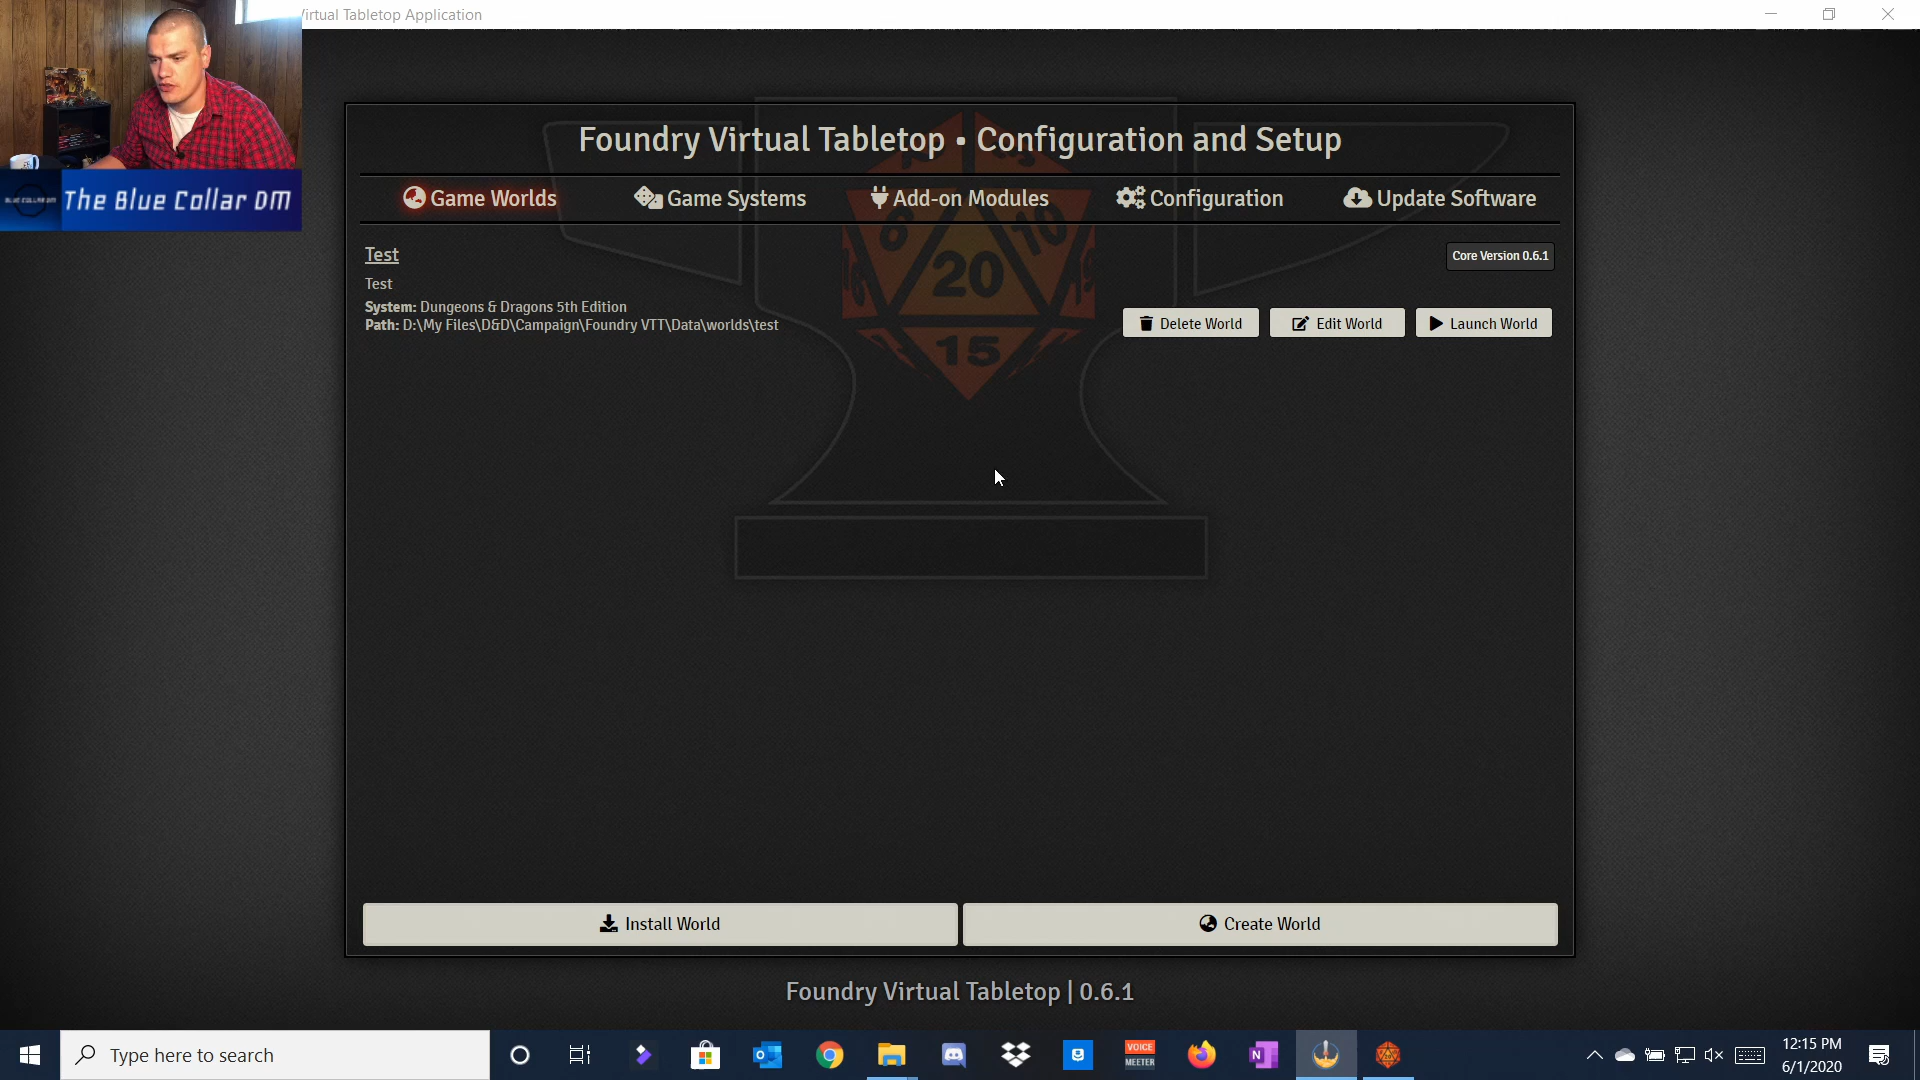 Virtual Tabletop Application
The Blue Collar DM
Foundry Virtual Tabletop • Configuration and Setup
Game Worlds
Game Systems
Add-on Modules
Configuration
Update Software
Test
Core Version 0.6.1
Test
System: Dungeons & Dragons 5th Edition
Path: D:\My Files\D&D\Campaign\Foundry VTT\Data\worlds\test
Delete World
Edit World
Launch World
8
10
20
15
Install World
Create World
Foundry Virtual Tabletop | 0.6.1
Type here to search
VOICE
MEETER
12:15 PM
6/1/2020